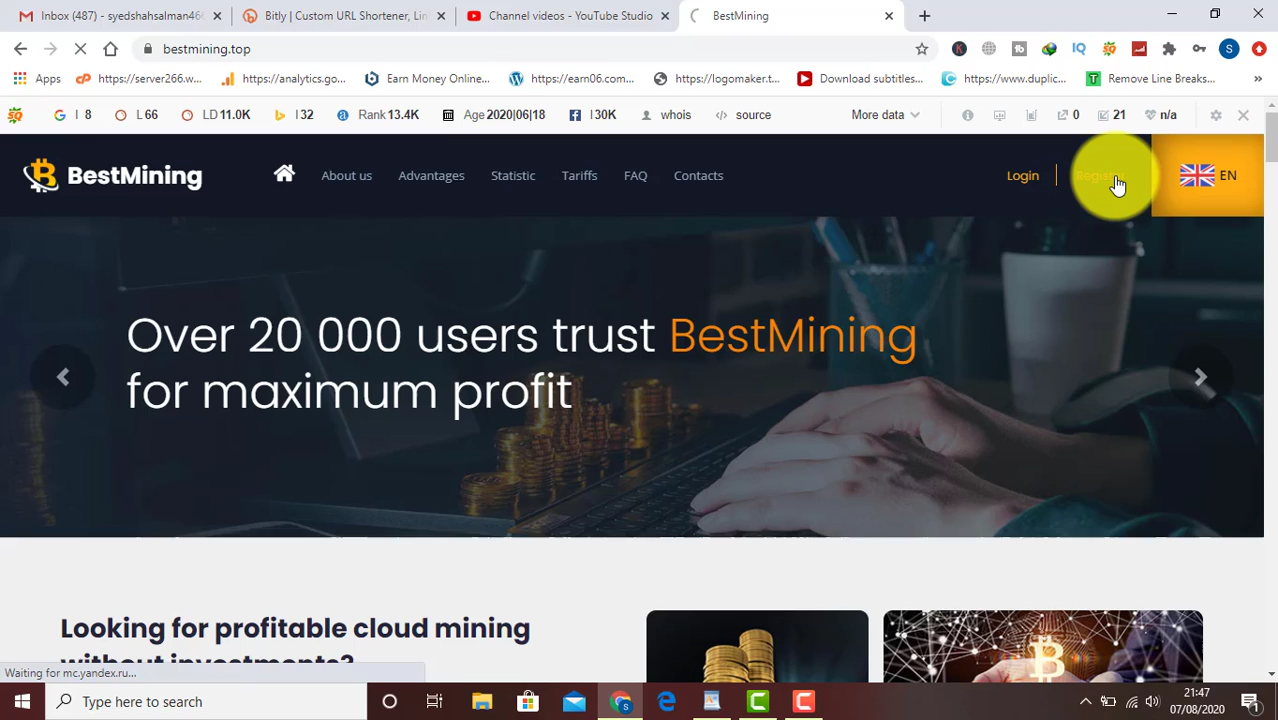 Inbox (487) - syedshahsalman46
Bitly | Custom URL Shortener, Lin
Channel videos - YouTube Studio
BestMining
bestmining.top
Apps
https://server266.w...
https://analytics.go...
Earn Money Online...
https://earn06.com...
https://logomaker.t...
Download subtitles...
https://www.duplic...
Remove Line Breaks...
I 8
L 66
LD 11.0K
I 32
Rank 13.4K
Age 2020|06|18
I 30K
whois
source
More data
0
21
n/a
BestMining
About us
Advantages
Statistic
Tariffs
FAQ
Contacts
Login
Register
EN
Over 20 000 users trust BestMining
for maximum profit
Looking for profitable cloud mining
without investments?
Waiting for mc.yandex.ru...
Type here to search
21:47
07/08/2020